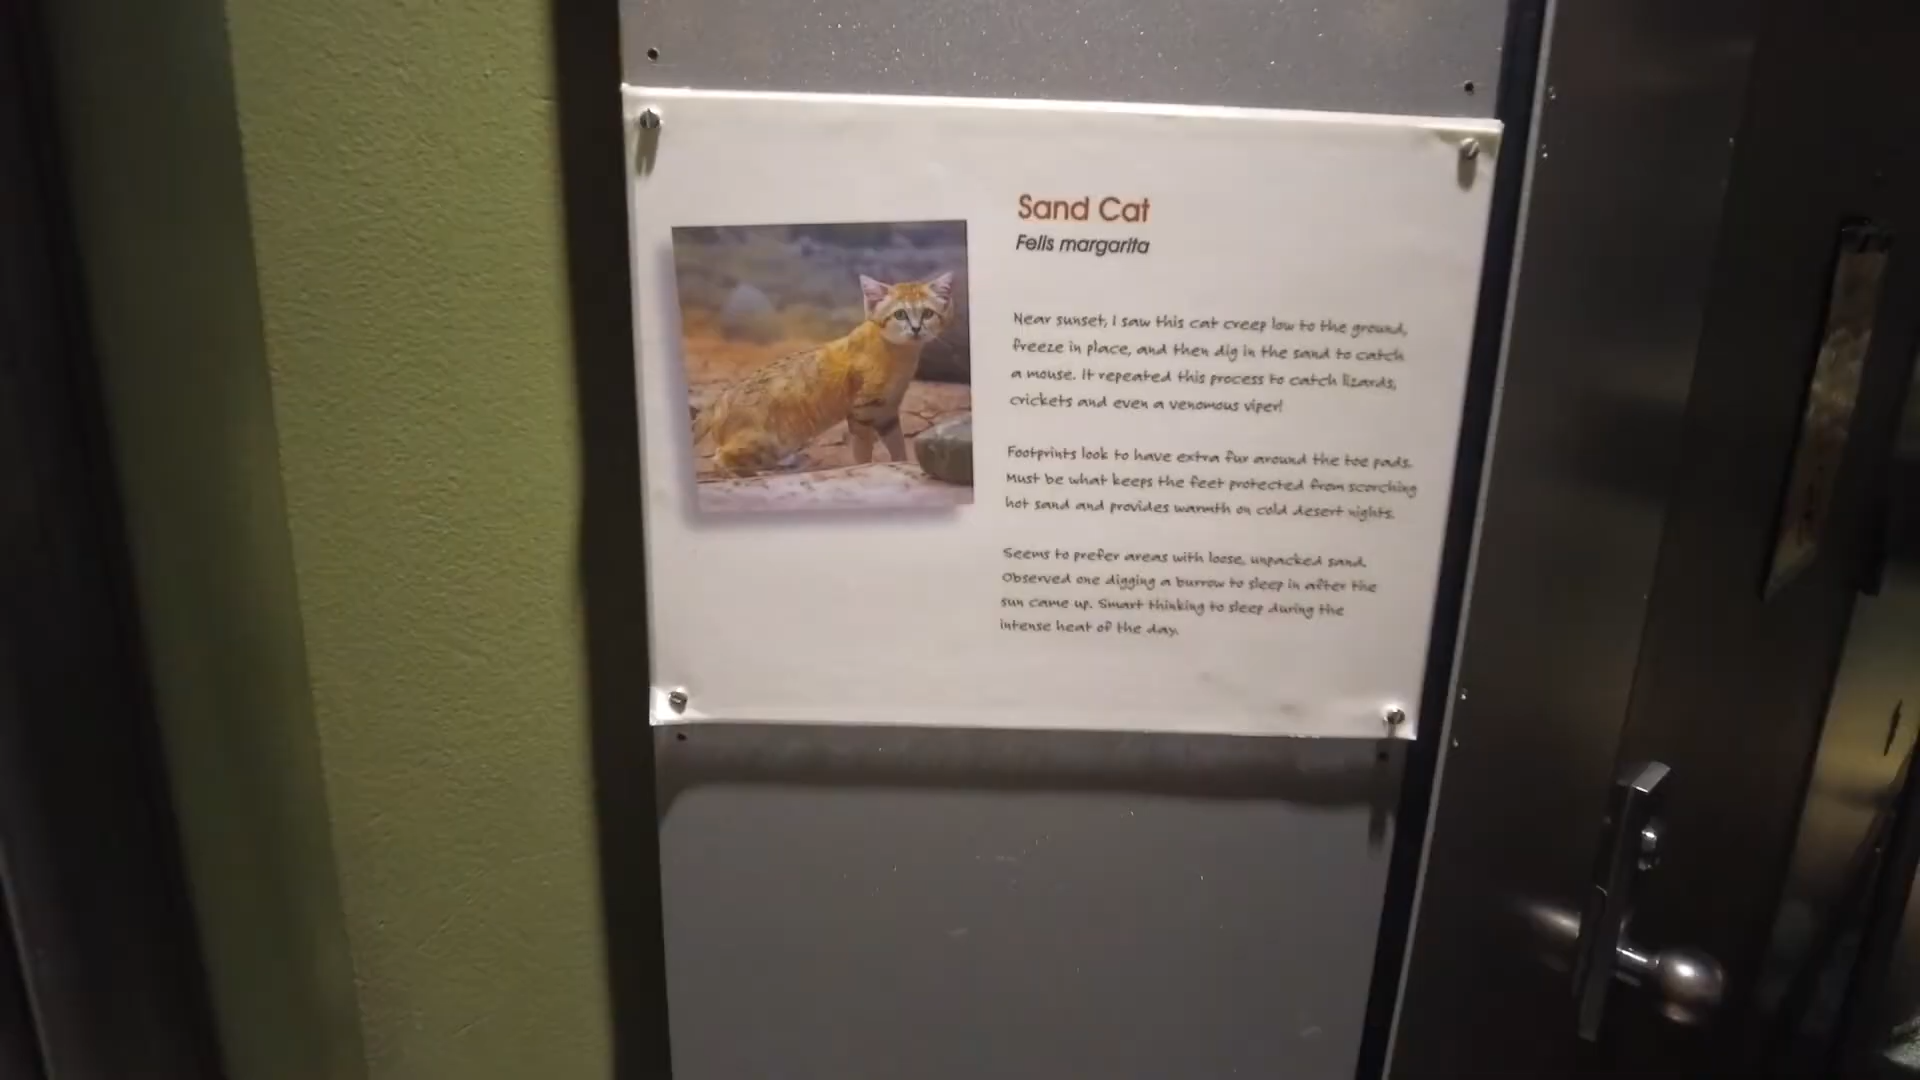 Sand Cat
Felis margarita
Near sunset, I saw this cat creep low to the ground,
freeze in place, and then dig in the sand to catch
a mouse. It repeated this process to catch lizards,
crickets and even a venomous viper!
Footprints look to have extra fur around the toe pads.
Must be what keeps the feet protected from scorching
hot sand and provides warmth on cold desert nights.
Seems to prefer areas with loose, unpacked sand.
Observed one digging a burrow to sleep in after the
sun came up. Smart thinking to sleep during the
intense heat of the day.